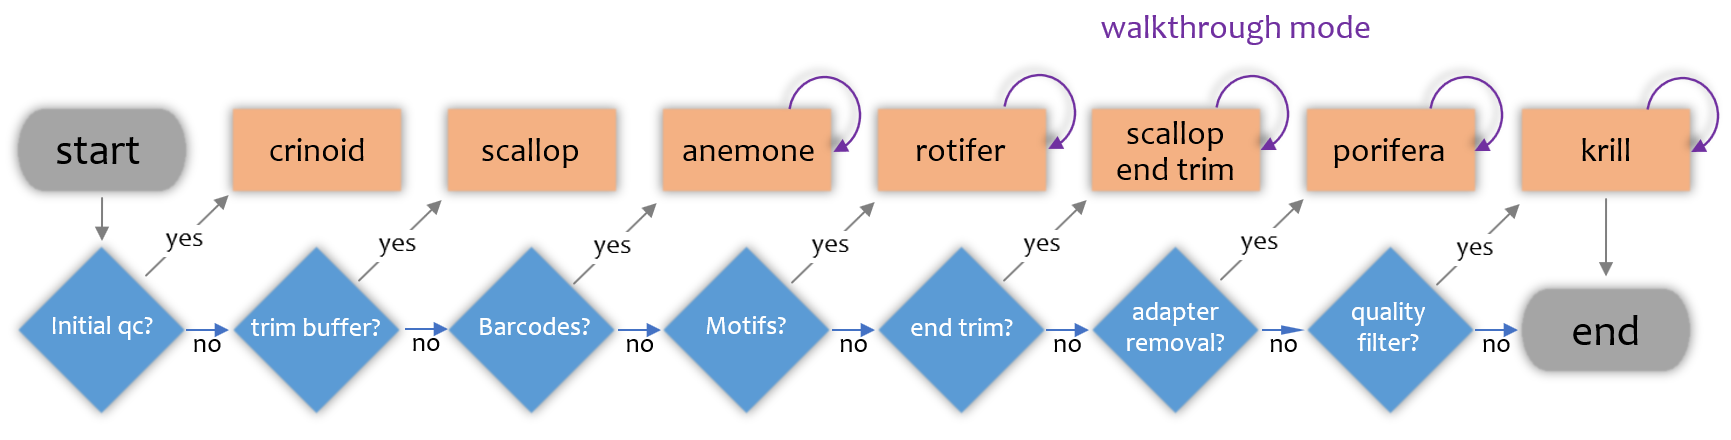 walkthrough mode
start
crinoid
scallop
anemone
rotifer
scallop
end trim
porifera
krill
yes
yes
yes
yes
yes
yes
yes
Initial qc?
no
trim buffer?
no
Barcodes?
no
Motifs?
no
end trim?
no
adapter
removal?
no
quality
filter?
no
end